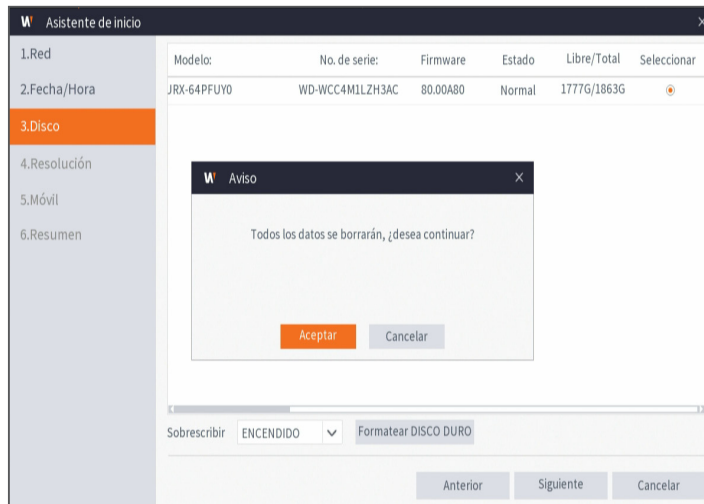 Asistente de inicio
1.Red
2.Fecha/Hora
3.Disco
4.Resolución
5.Móvil
6.Resumen
Modelo: No. de serie: Firmware Estado Libre/Total Seleccionar
JRX-64PFUY0 WD-WCC4M1LZH3AC 80.00A80 Normal 1777G/1863G
Aviso
Todos los datos se borrarán, ¿desea continuar?
Aceptar Cancelar
Sobrescribir ENCENDIDO Formatear DISCO DURO
Anterior Siguiente Cancelar